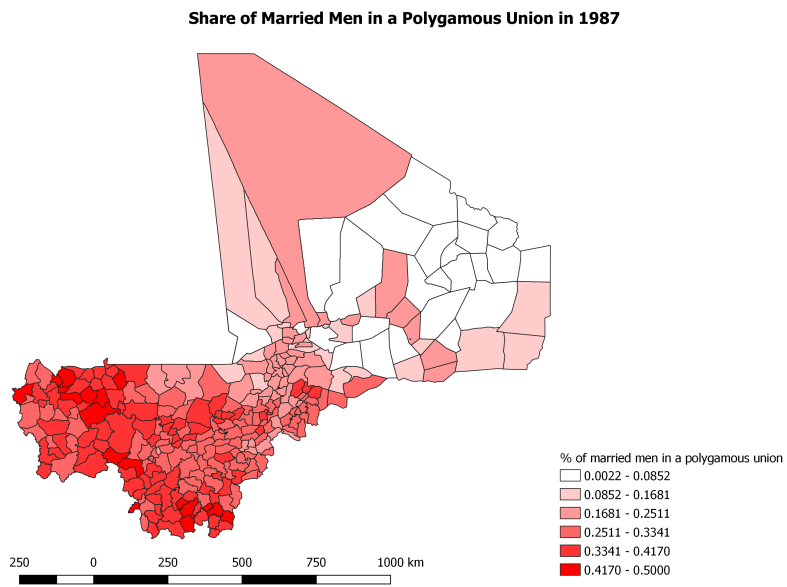 Share of Married Men in a Polygamous Union in 1987
% of married men in a polygamous union
0.0022 - 0.0852
0.0852 - 0.1681
0.1681 - 0.2511
0.2511 - 0.3341
0.3341 - 0.4170
0.4170 - 0.5000
250 0 250 500 750 1000 km